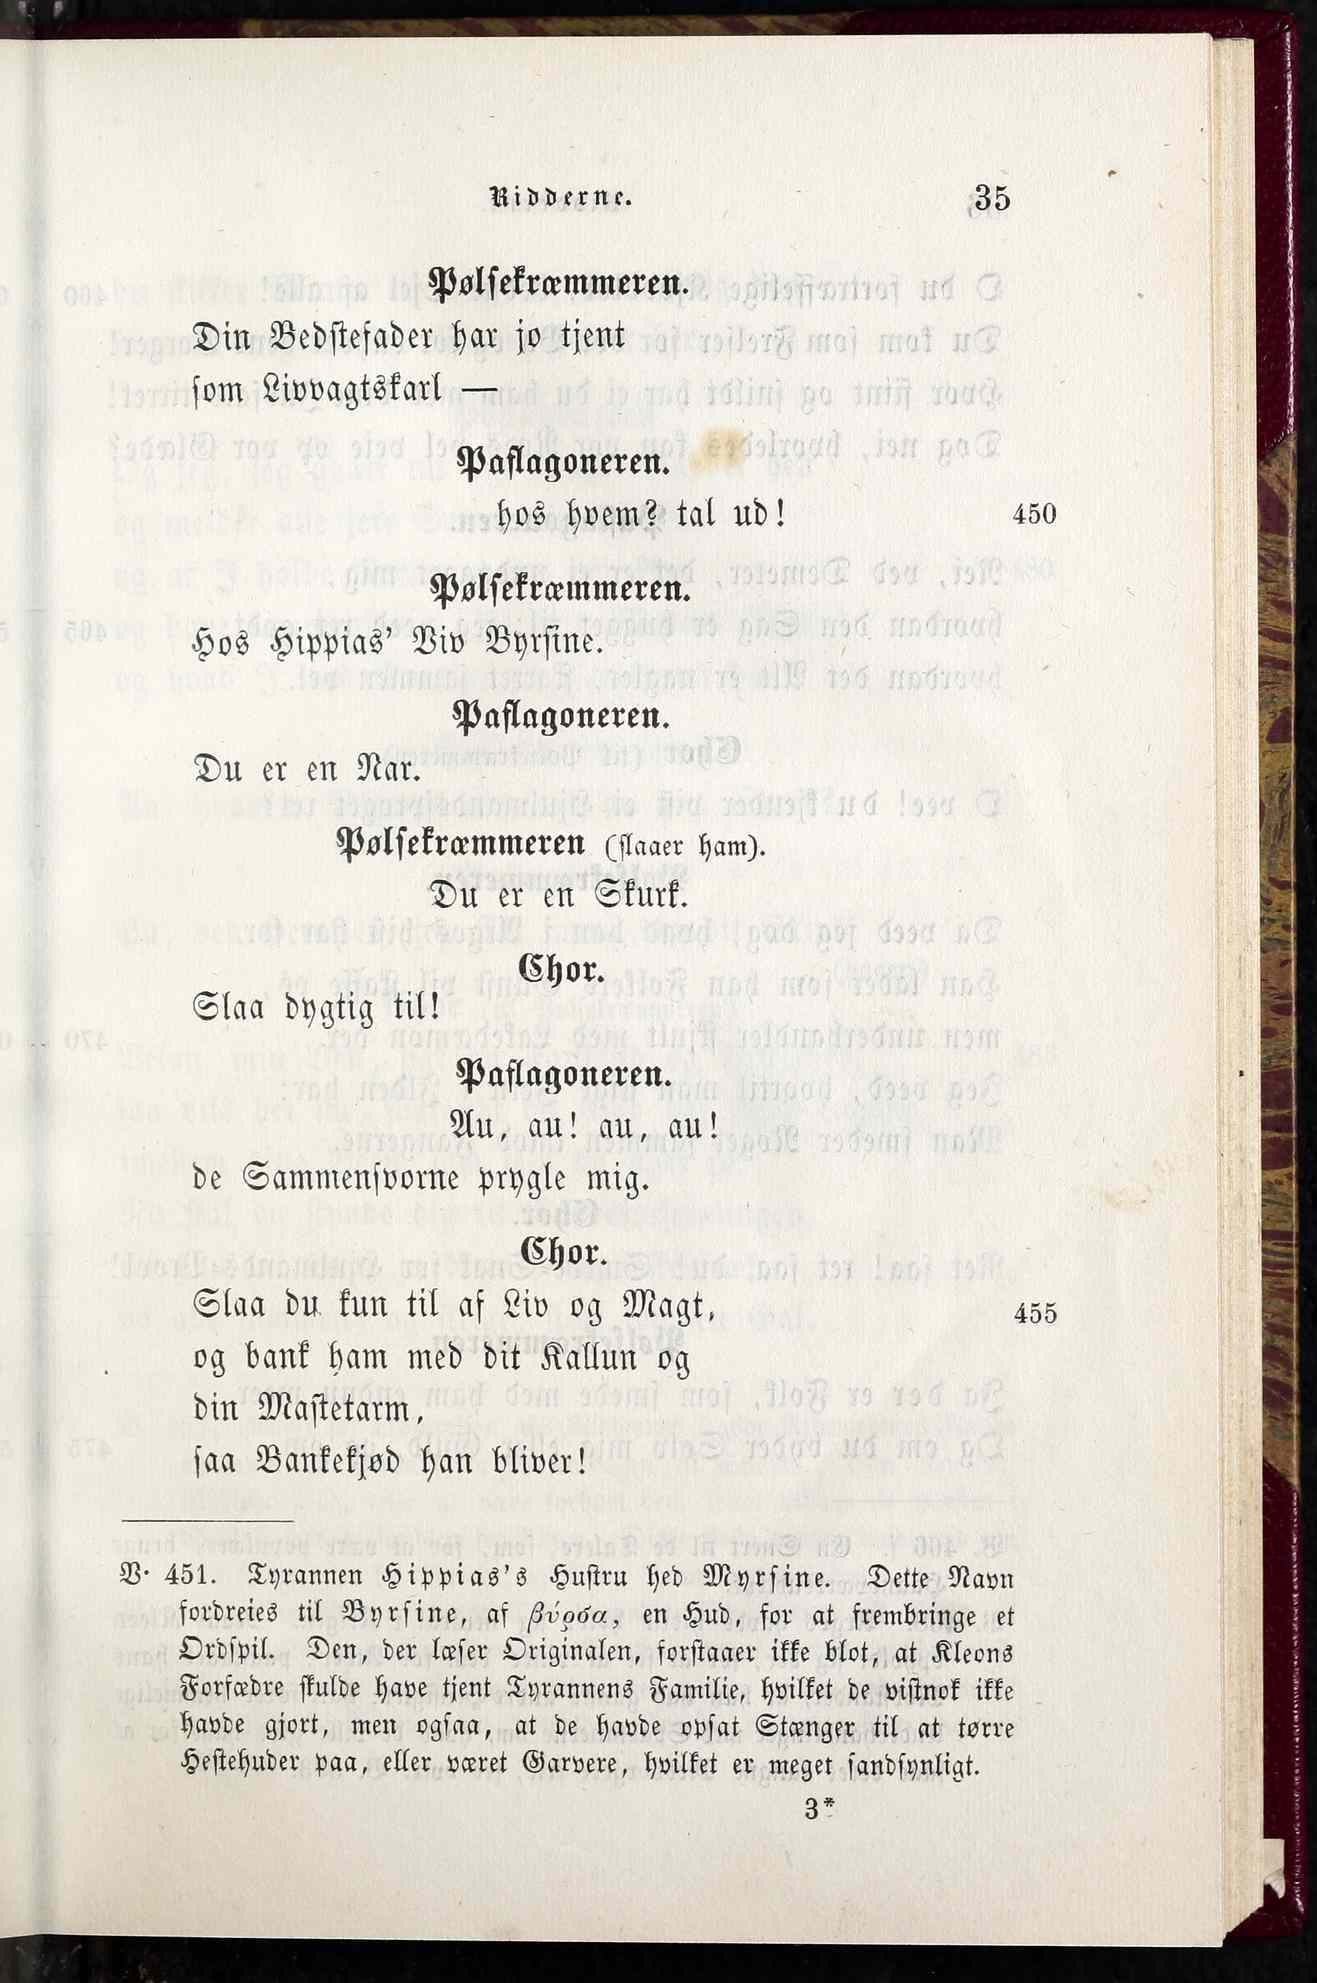 Ridderne. 35
Pølsekræmmeren.
Din Bedstefader har jo tjent
som Livvagtskarl —
Paflagoneren.
hos hvem? tal ud! 450
Pølsekræmmeren.
Hos Hippias' Viv Byrsine.
Paflagoneren.
Du er en Nar.
Pølsekræmmeren (slaaer ham).
Du er en Skurk.
Chor.
Slaa dygtig til!
Paflagoneren.
Au, au! au, au!
de Sammensvorne prygle mig.
Chor.
Slaa du kun til af Liv og Magt, 455
og bank ham med dit Kallun og
din Mastetarm,
saa Bankekjød han bliver!
V. 451. Tyrannen Hippias's Hustru hed Myrsine. Dette Navn
fordreies til Byrsine, af βύρσα, en Hud, for at frembringe et
Ordspil. Den, der læser Originalen, forstaaer ikke blot, at Kleons
Forfædre skulde have tjent Tyrannens Familie, hvilket de vistnok ikke
havde gjort, men ogsaa, at de havde opsat Stænger til at tørre
Hestehuder paa, eller været Garvere, hvilket er meget sandsynligt.
3*